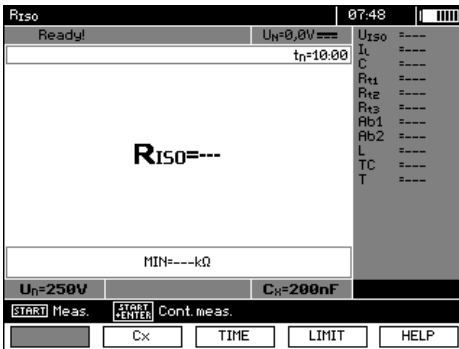 RISO 07:48
Ready! UN=0,0V
tn=10:00
RISO=---
MIN=---kΩ
Un=250V CX=200nF
UISO =---
IL =---
C =---
Rt1 =---
Rt2 =---
Rt3 =---
Ab1 =---
Ab2 =---
L =---
TC =---
T =---
START Meas. START +ENTER Cont. meas.
Cx TIME LIMIT HELP